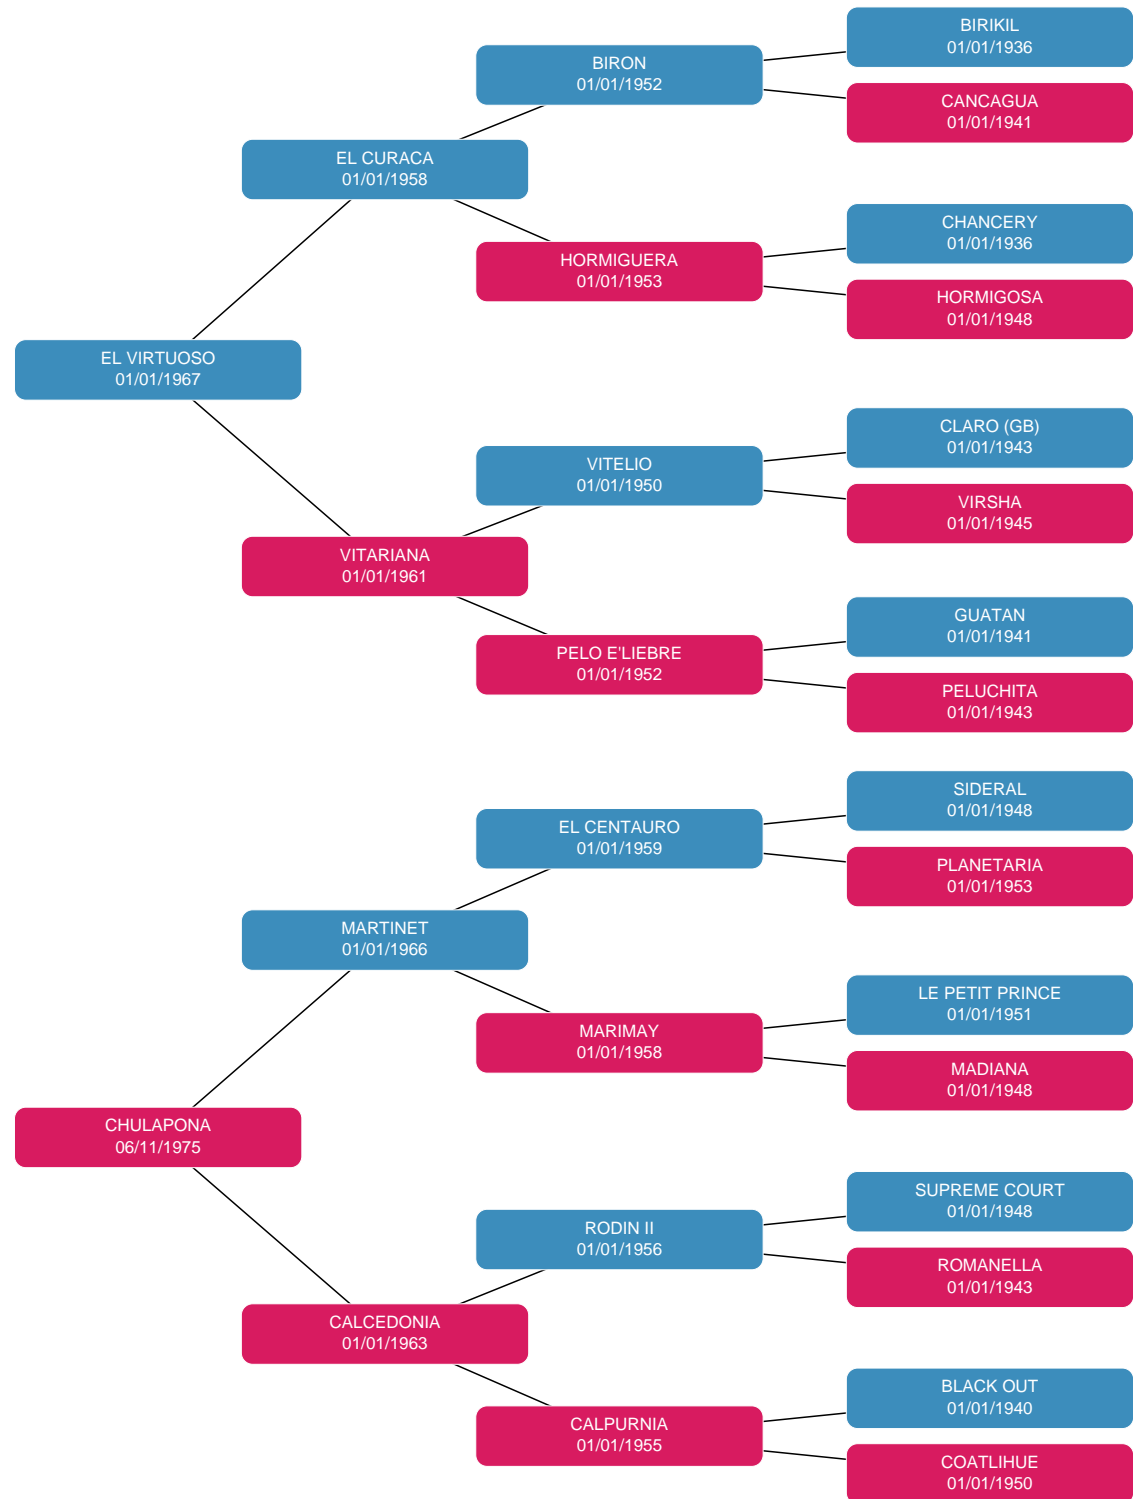 BIRIKIL
01/01/1936
BIRON
01/01/1952
CANCAGUA
01/01/1941
EL CURACA
01/01/1958
CHANCERY
01/01/1936
HORMIGUERA
01/01/1953
HORMIGOSA
01/01/1948
EL VIRTUOSO
01/01/1967
CLARO (GB)
01/01/1943
VITELIO
01/01/1950
VIRSHA
01/01/1945
VITARIANA
01/01/1961
GUATAN
01/01/1941
PELO E'LIEBRE
01/01/1952
PELUCHITA
01/01/1943
SIDERAL
01/01/1948
EL CENTAURO
01/01/1959
PLANETARIA
01/01/1953
MARTINET
01/01/1966
LE PETIT PRINCE
01/01/1951
MARIMAY
01/01/1958
MADIANA
01/01/1948
CHULAPONA
06/11/1975
SUPREME COURT
01/01/1948
RODIN II
01/01/1956
ROMANELLA
01/01/1943
CALCEDONIA
01/01/1963
BLACK OUT
01/01/1940
CALPURNIA
01/01/1955
COATLIHUE
01/01/1950